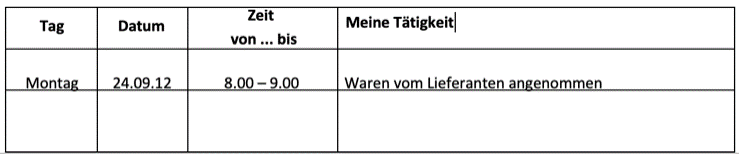 Tag Datum Zeit von ... bis Meine Tätigkeit
Montag 24.09.12 8.00 – 9.00 Waren vom Lieferanten angenommen